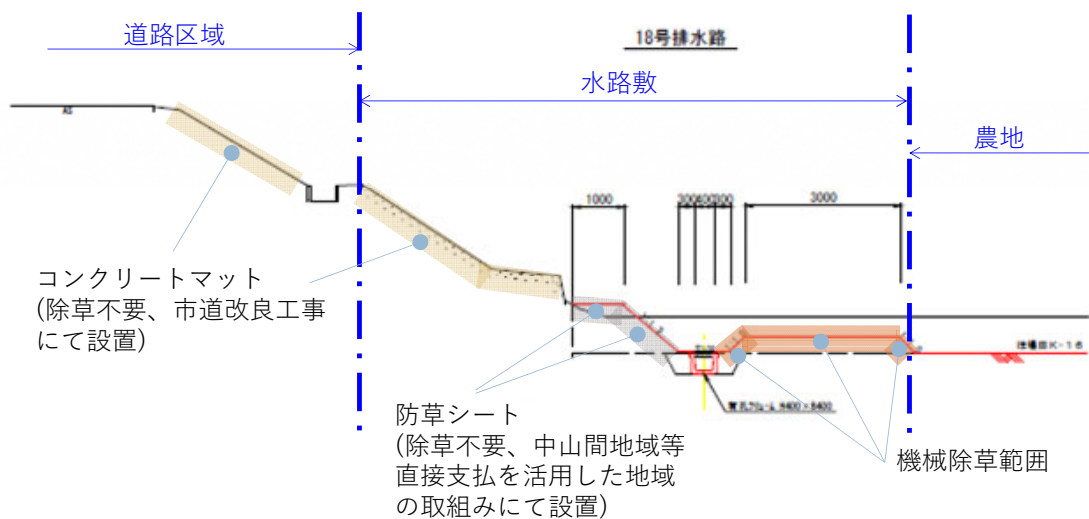 道路区域
18号排水路
水路敷
農地
1000
300
400
300
3000
コンクリートマット
(除草不要、市道改良工事
にて設置)
防草シート
(除草不要、中山間地域等
直接支払を活用した地域
の取組みにて設置)
機械除草範囲